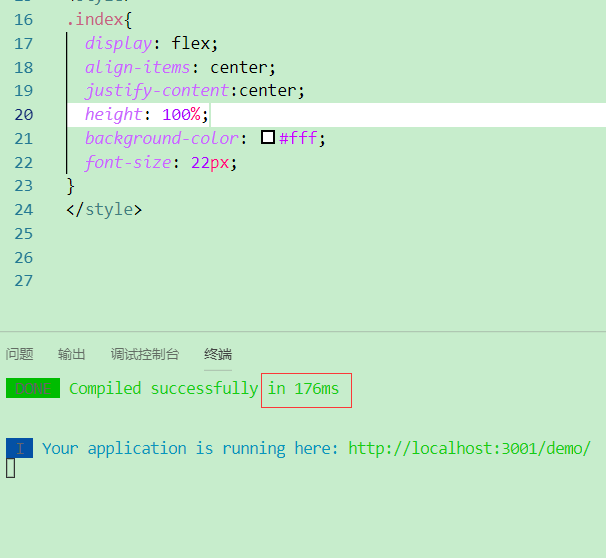 16 .index{
17 display: flex;
18 align-items: center;
19 justify-content:center;
20 height: 100%;
21 background-color: #fff;
22 font-size: 22px;
23 }
24 </style>
25
26
27
问题 输出 调试控制台 终端
DONE Compiled successfully in 176ms
I Your application is running here: http://localhost:3001/demo/